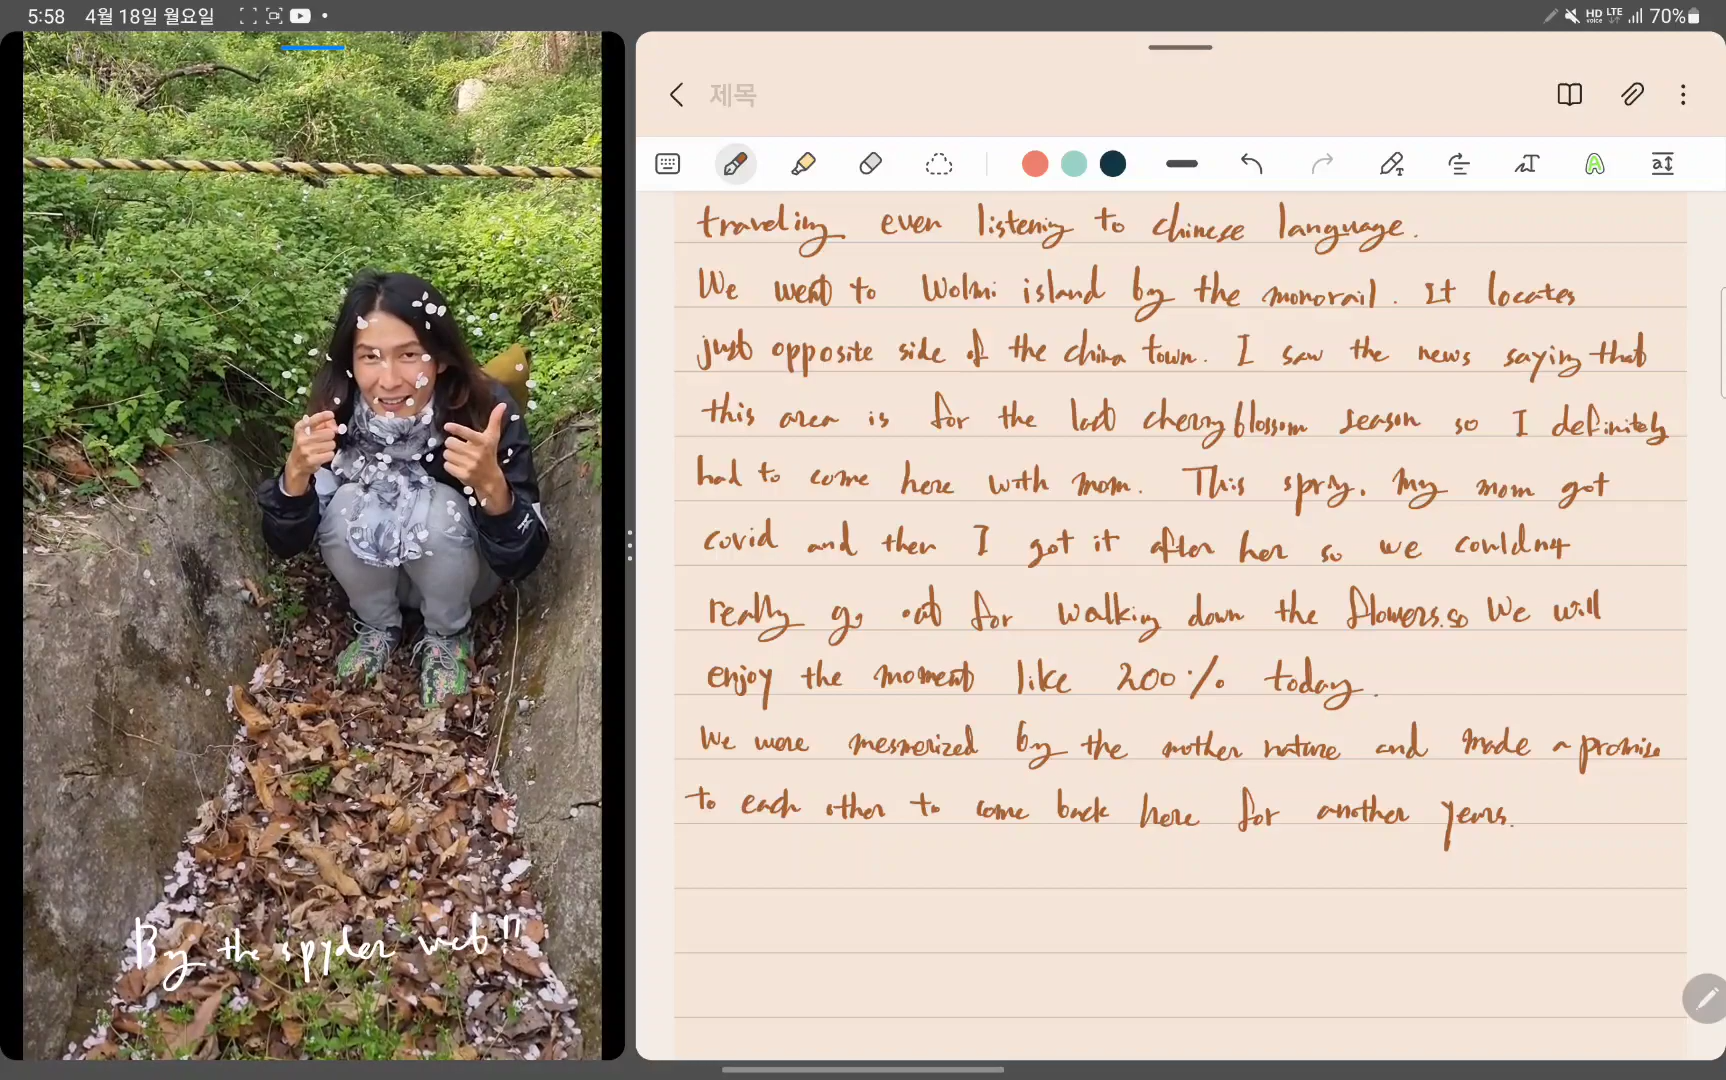 5:58 4월 18일 월요일
HD voice LTE 70%
제목
traveling even listening to chinese language.
We went to Wolmi island by the monorail. It locates
just opposite side of the china town. I saw the news saying that
this area is for the last cherryblossom season so I definitely
had to come here with mom. This spring, my mom got
covid and then I got it after her so we couldn't
really go out for walking down the flowers. so We will
enjoy the moment like 200% today.
We were mesmerized by the mother nature and made a promise
to each other to come back here for another years.
By the spyder web!!